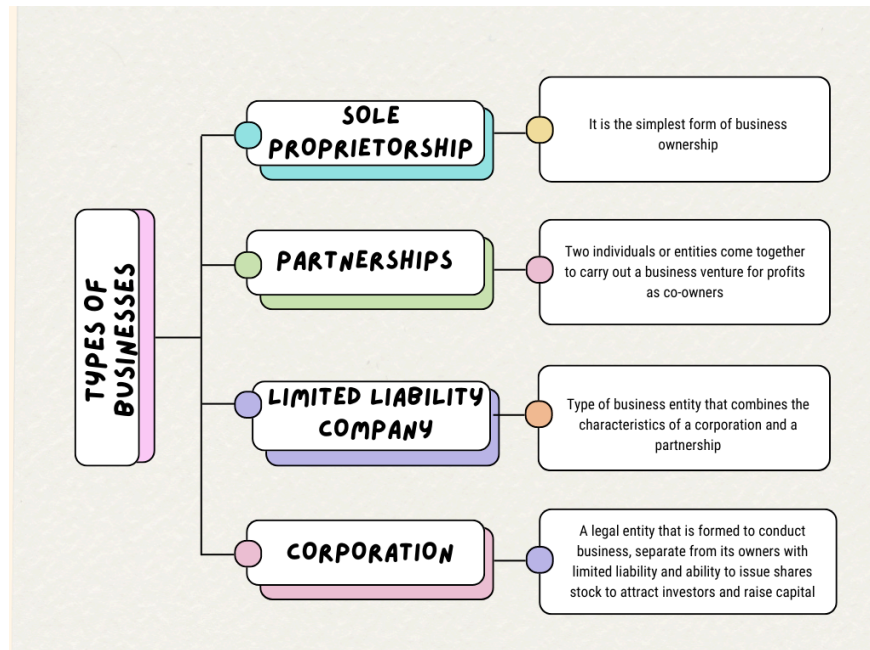 TYPES OF
BUSINESSES
SOLE
PROPRIETORSHIP
It is the simplest form of business
ownership
PARTNERSHIPS
Two individuals or entities come together
to carry out a business venture for profits
as co-owners
LIMITED LIABILITY
COMPANY
Type of business entity that combines the
characteristics of a corporation and a
partnership
CORPORATION
A legal entity that is formed to conduct
business, separate from its owners with
limited liability and ability to issue shares
stock to attract investors and raise capital